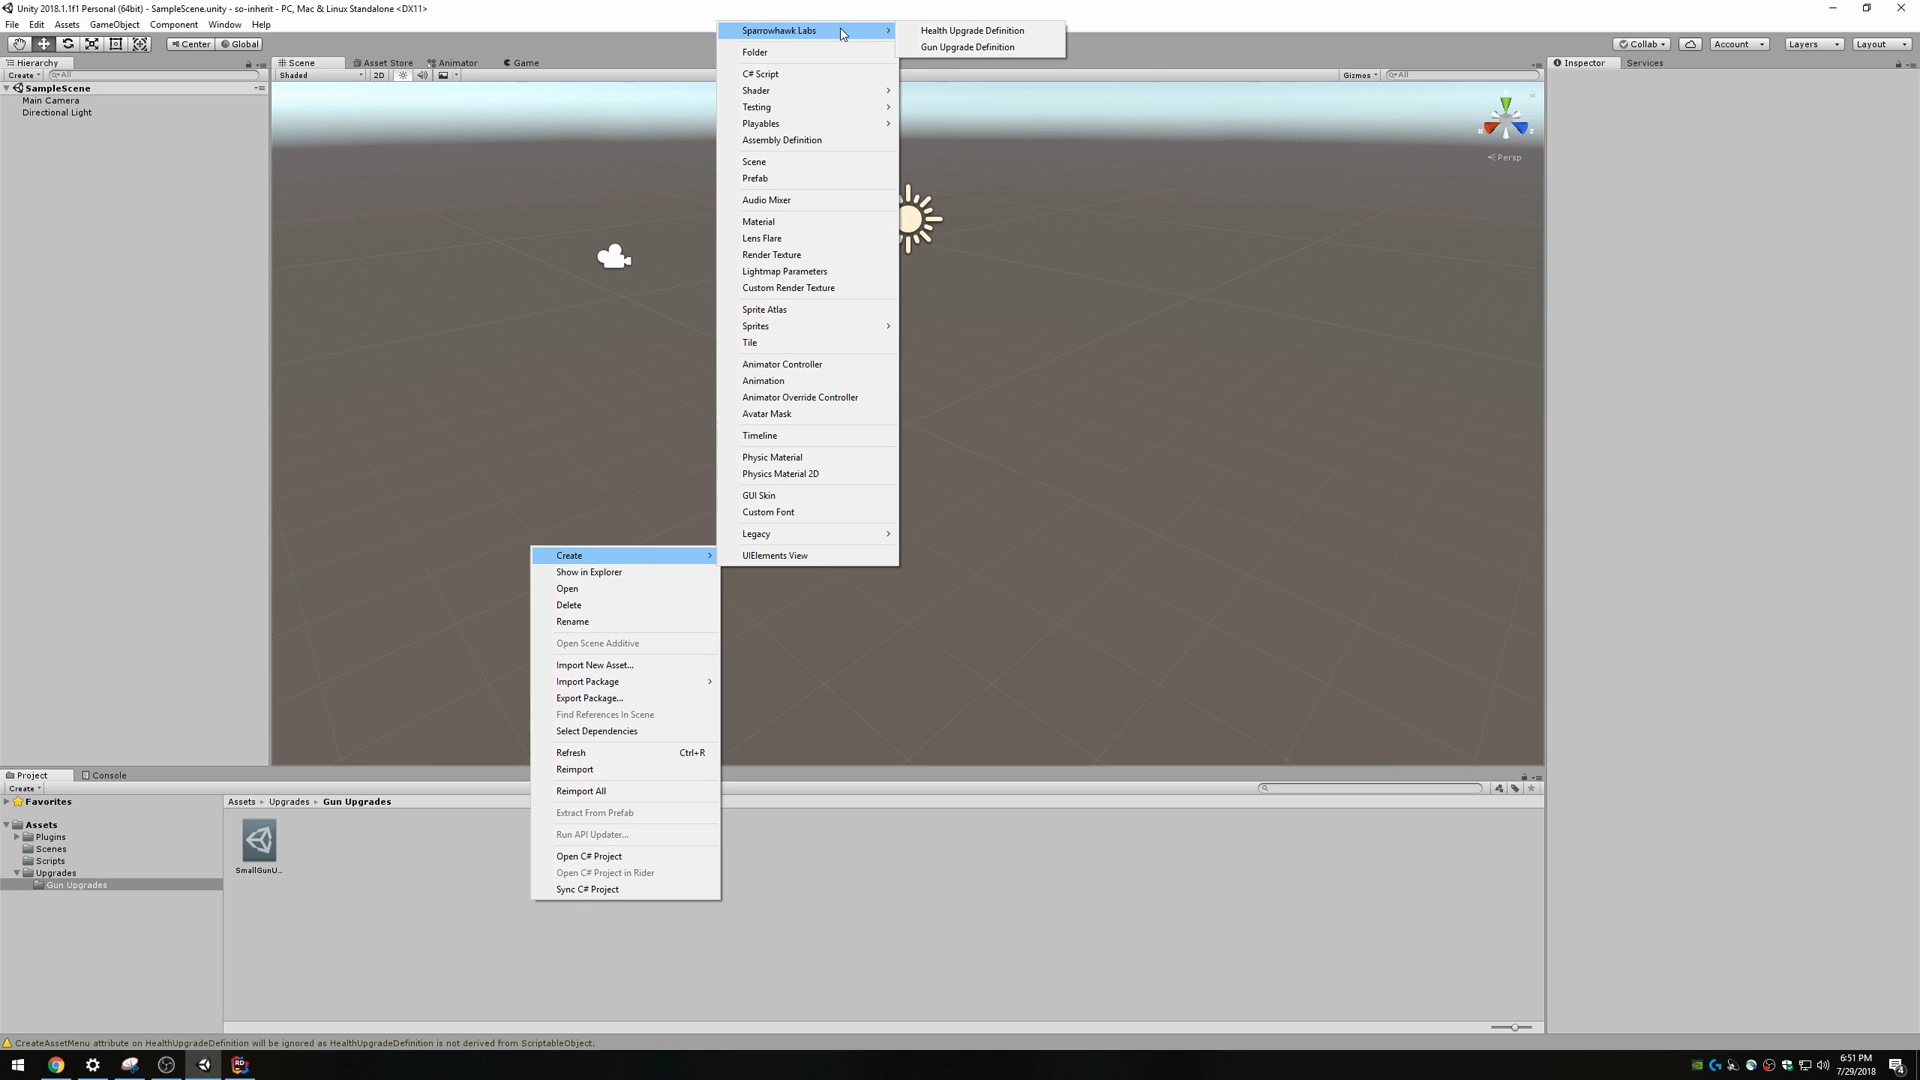 Unity 2018.1.1f1 Personal (64bit) - SampleScene.unity - so-inherit - PC, Mac & Linux Standalone <DX11>
File Edit Assets GameObject Component Window Help
Center Global
Collab Account Layers Layout
Hierarchy
Create All
SampleScene
Main Camera
Directional Light
Scene Asset Store Animator Game
Shaded 2D Gizmos All
Inspector Services
Persp
Sparrowhawk Labs
Folder
C# Script
Shader
Testing
Playables
Assembly Definition
Scene
Prefab
Audio Mixer
Material
Lens Flare
Render Texture
Lightmap Parameters
Custom Render Texture
Sprite Atlas
Sprites
Tile
Animator Controller
Animation
Animator Override Controller
Avatar Mask
Timeline
Physic Material
Physics Material 2D
GUI Skin
Custom Font
Legacy
UIElements View
Health Upgrade Definition
Gun Upgrade Definition
Create
Show in Explorer
Open
Delete
Rename
Open Scene Additive
Import New Asset...
Import Package
Export Package...
Find References In Scene
Select Dependencies
Refresh Ctrl+R
Reimport
Reimport All
Extract From Prefab
Run API Updater...
Open C# Project
Open C# Project in Rider
Sync C# Project
Project Console
Create
Favorites
Assets
Plugins
Scenes
Scripts
Upgrades
Gun Upgrades
Assets Upgrades Gun Upgrades
SmallGunU...
CreateAssetMenu attribute on HealthUpgradeDefinition will be ignored as HealthUpgradeDefinition is not derived from ScriptableObject.
6:51 PM
7/29/2018